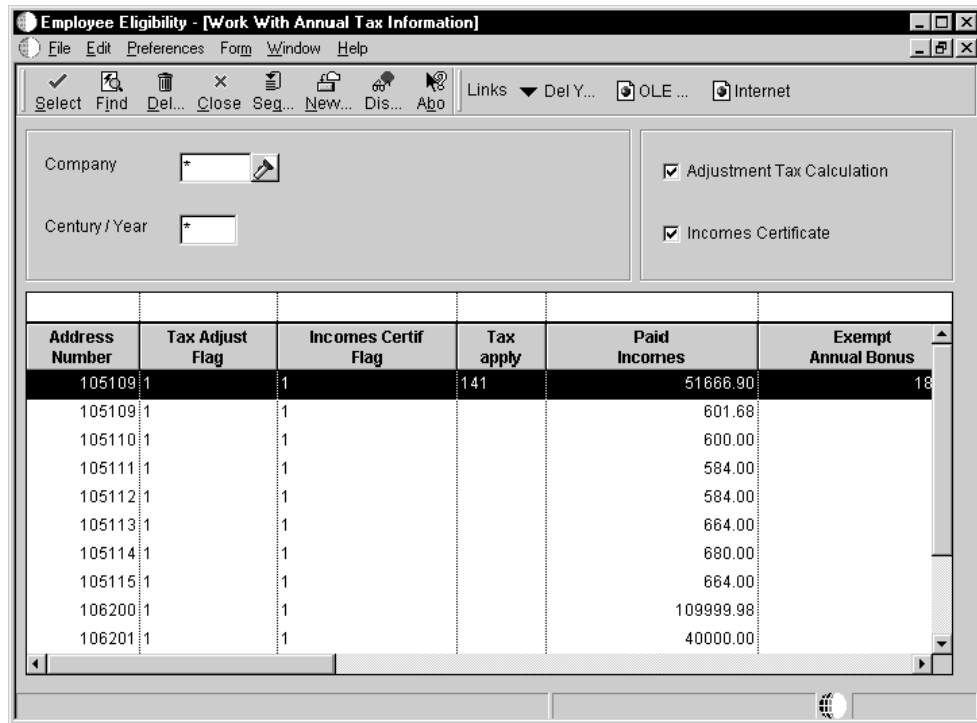 Employee Eligibility - [Work With Annual Tax Information]
File Edit Preferences Form Window Help
Select Find Del... Close Seq... New... Dis... Abo Links Del Y... OLE ... Internet
Company * Adjustment Tax Calculation
Century / Year * Incomes Certificate
Address Number Tax Adjust Flag Incomes Certif Flag Tax apply Paid Incomes Exempt Annual Bonus
105109 1 1 141 51666.90 18
105109 1 1 601.68
105110 1 1 600.00
105111 1 1 584.00
105112 1 1 584.00
105113 1 1 664.00
105114 1 1 680.00
105115 1 1 664.00
106200 1 1 109999.98
106201 1 1 40000.00